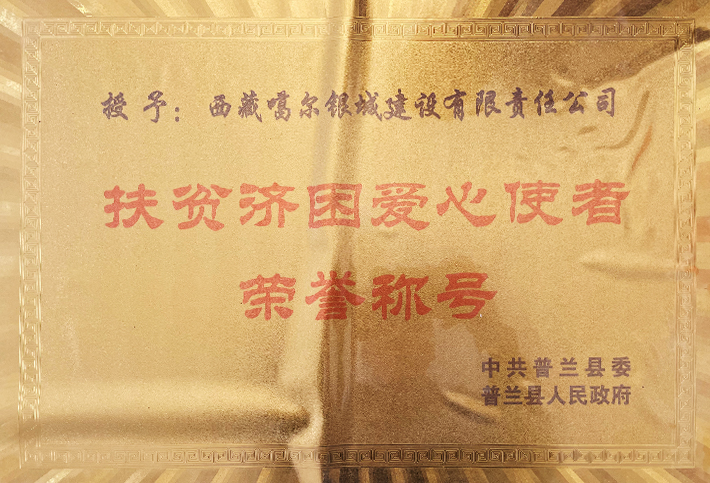 授予：西藏噶尔银城建设有限责任公司
扶贫济困爱心使者
荣誉称号
中共普兰县委
普兰县人民政府